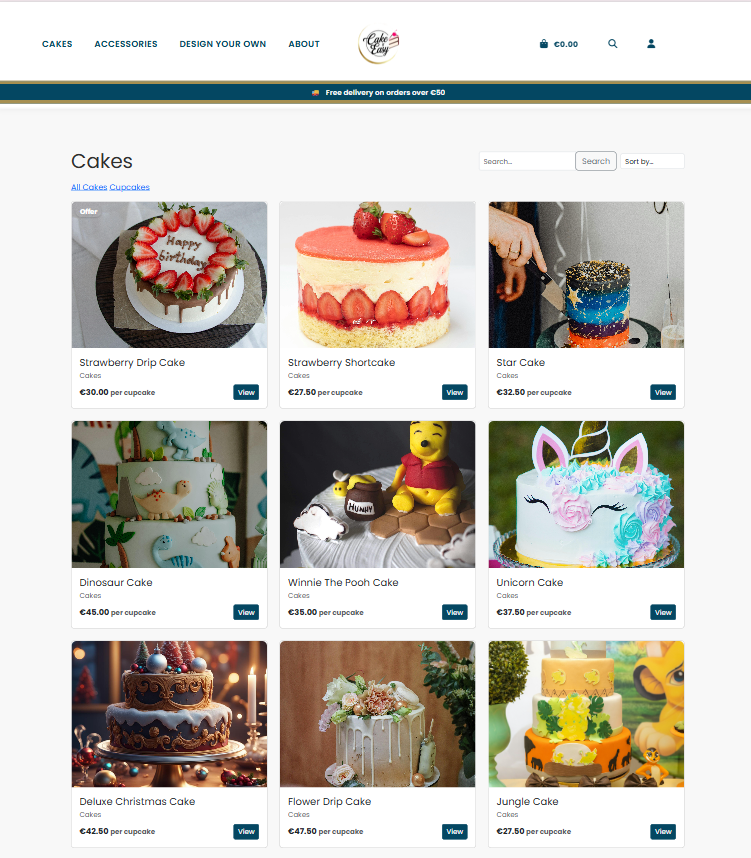 CAKES ACCESSORIES DESIGN YOUR OWN ABOUT Cake Easy €0.00
Free delivery on orders over €50
Cakes Search... Search Sort by...
All Cakes Cupcakes
Offer
Happy
birthday
Strawberry Drip Cake
Cakes
€30.00 per cupcake View
Strawberry Shortcake
Cakes
€27.50 per cupcake View
Star Cake
Cakes
€32.50 per cupcake View
Dinosaur Cake
Cakes
€45.00 per cupcake View
HUNNY
Winnie The Pooh Cake
Cakes
€35.00 per cupcake View
Unicorn Cake
Cakes
€37.50 per cupcake View
Deluxe Christmas Cake
Cakes
€42.50 per cupcake View
Flower Drip Cake
Cakes
€47.50 per cupcake View
Jungle Cake
Cakes
€27.50 per cupcake View